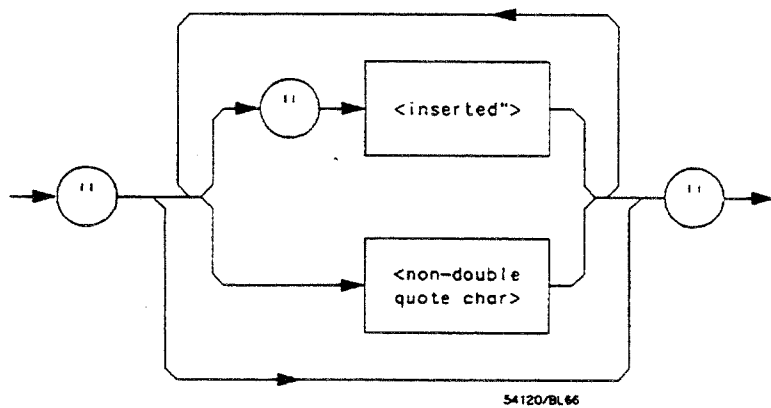 "
<inserted">
"
"
<non-double
quote char>
54120/BL66